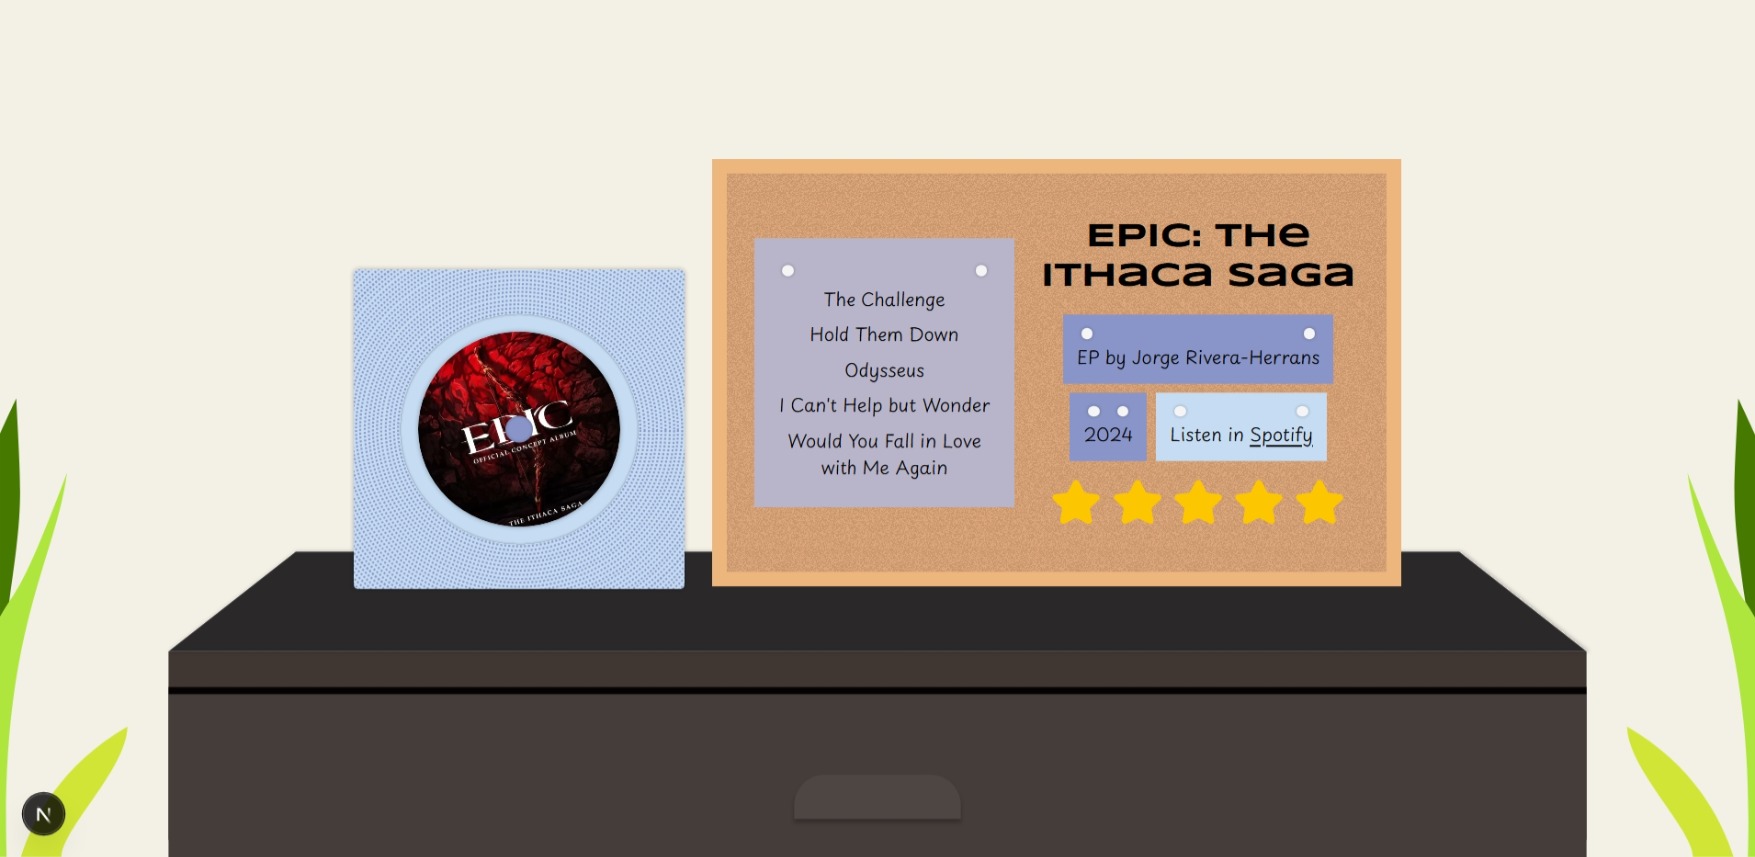 EPIC
OFFICIAL CONCEPT ALBUM
THE ITHACA SAGA
The Challenge
Hold Them Down
Odysseus
I Can't Help but Wonder
Would You Fall in Love
with Me Again
EPIC: The
Ithaca Saga
EP by Jorge Rivera-Herrans
2024
Listen in Spotify
N